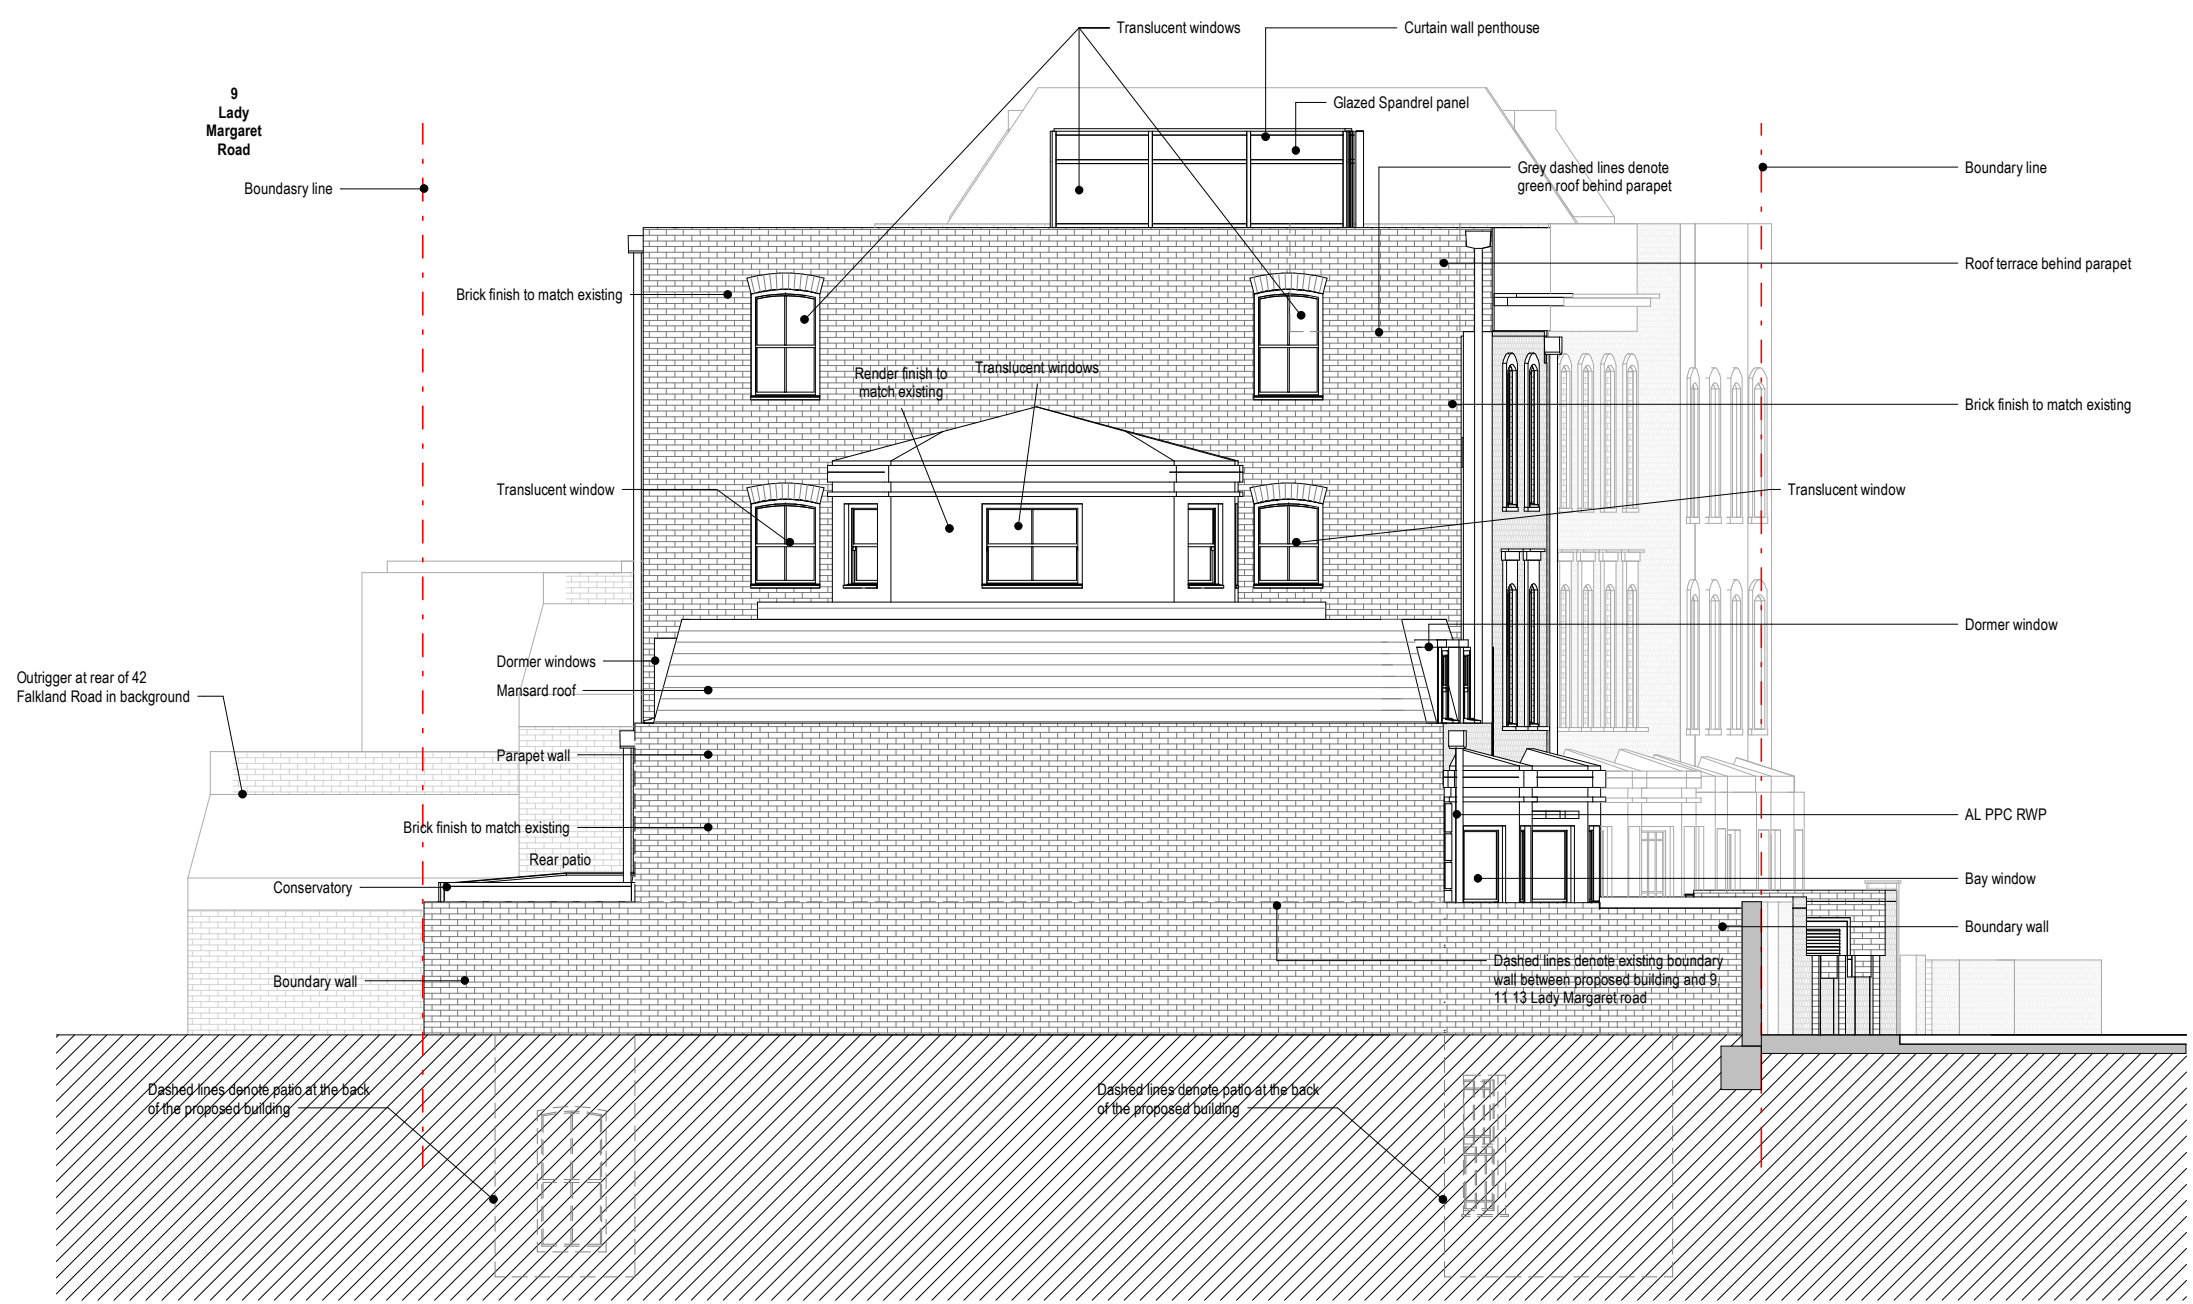 Translucent windows
Curtain wall penthouse
9
Lady
Margaret
Road
Glazed Spandrel panel
Grey dashed lines denote
green roof behind parapet
Boundary line
Boundasry line
Roof terrace behind parapet
Brick finish to match existing
Render finish to
match existing
Translucent windows
Brick finish to match existing
Translucent window
Translucent window
Dormer window
Dormer windows
Outrigger at rear of 42
Falkland Road in background
Mansard roof
Parapet wall
AL PPC RWP
Brick finish to match existing
Rear patio
Conservatory
Bay window
Boundary wall
Dashed lines denote existing boundary
wall between proposed building and 9,
11 13 Lady Margaret road
Boundary wall
Dashed lines denote patio at the back
of the proposed building
Dashed lines denote patio at the back
of the proposed building